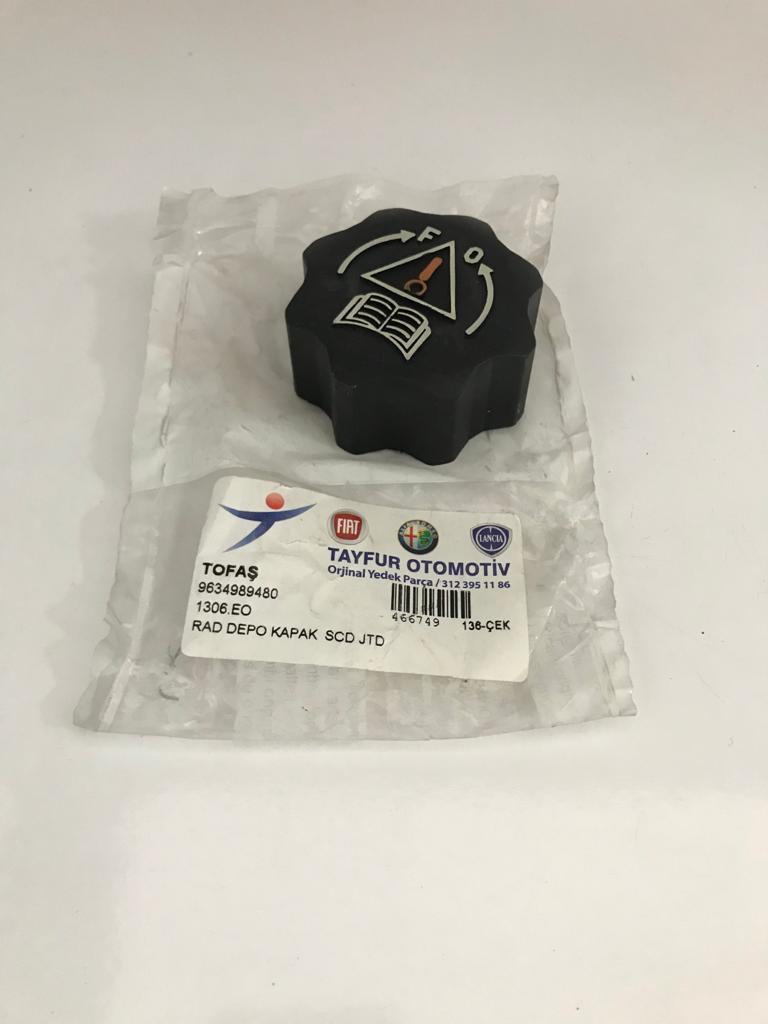 F O
FIAT
LANCIA
TAYFUR OTOMOTİV
Orjinal Yedek Parça / 312 395 11 86
TOFAŞ
9634989480
1306.EO
466749 136-ÇEK
RAD DEPO KAPAK SCD JTD